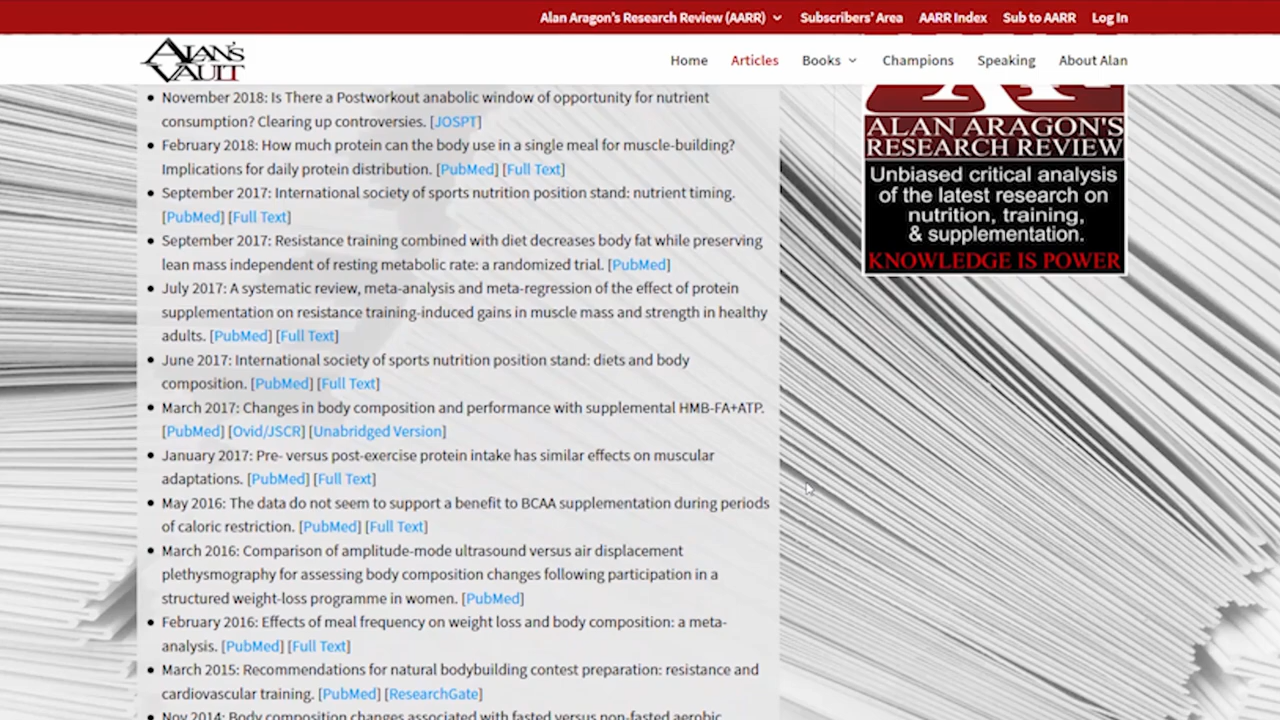 Alan Aragon's Research Review (AARR) Subscribers' Area AARR Index Sub to AARR Log In
ALAN'S
VAULT
Home Articles Books Champions Speaking About Alan
November 2018: Is There a Postworkout anabolic window of opportunity for nutrient
consumption? Clearing up controversies. [JOSPT]
February 2018: How much protein can the body use in a single meal for muscle-building?
Implications for daily protein distribution. [PubMed] [Full Text]
September 2017: International society of sports nutrition position stand: nutrient timing.
[PubMed] [Full Text]
September 2017: Resistance training combined with diet decreases body fat while preserving
lean mass independent of resting metabolic rate: a randomized trial. [PubMed]
July 2017: A systematic review, meta-analysis and meta-regression of the effect of protein
supplementation on resistance training-induced gains in muscle mass and strength in healthy
adults. [PubMed] [Full Text]
June 2017: International society of sports nutrition position stand: diets and body
composition. [PubMed] [Full Text]
March 2017: Changes in body composition and performance with supplemental HMB-FA+ATP.
[PubMed] [Ovid/JSCR] [Unabridged Version]
January 2017: Pre- versus post-exercise protein intake has similar effects on muscular
adaptations. [PubMed] [Full Text]
May 2016: The data do not seem to support a benefit to BCAA supplementation during periods
of caloric restriction. [PubMed] [Full Text]
March 2016: Comparison of amplitude-mode ultrasound versus air displacement
plethysmography for assessing body composition changes following participation in a
structured weight-loss programme in women. [PubMed]
February 2016: Effects of meal frequency on weight loss and body composition: a meta-
analysis. [PubMed] [Full Text]
March 2015: Recommendations for natural bodybuilding contest preparation: resistance and
cardiovascular training. [PubMed] [ResearchGate]
Nov 2014: Body composition changes associated with fasted versus non-fasted aerobic
ALAN ARAGON'S
RESEARCH REVIEW
Unbiased critical analysis
of the latest research on
nutrition, training,
& supplementation.
KNOWLEDGE IS POWER